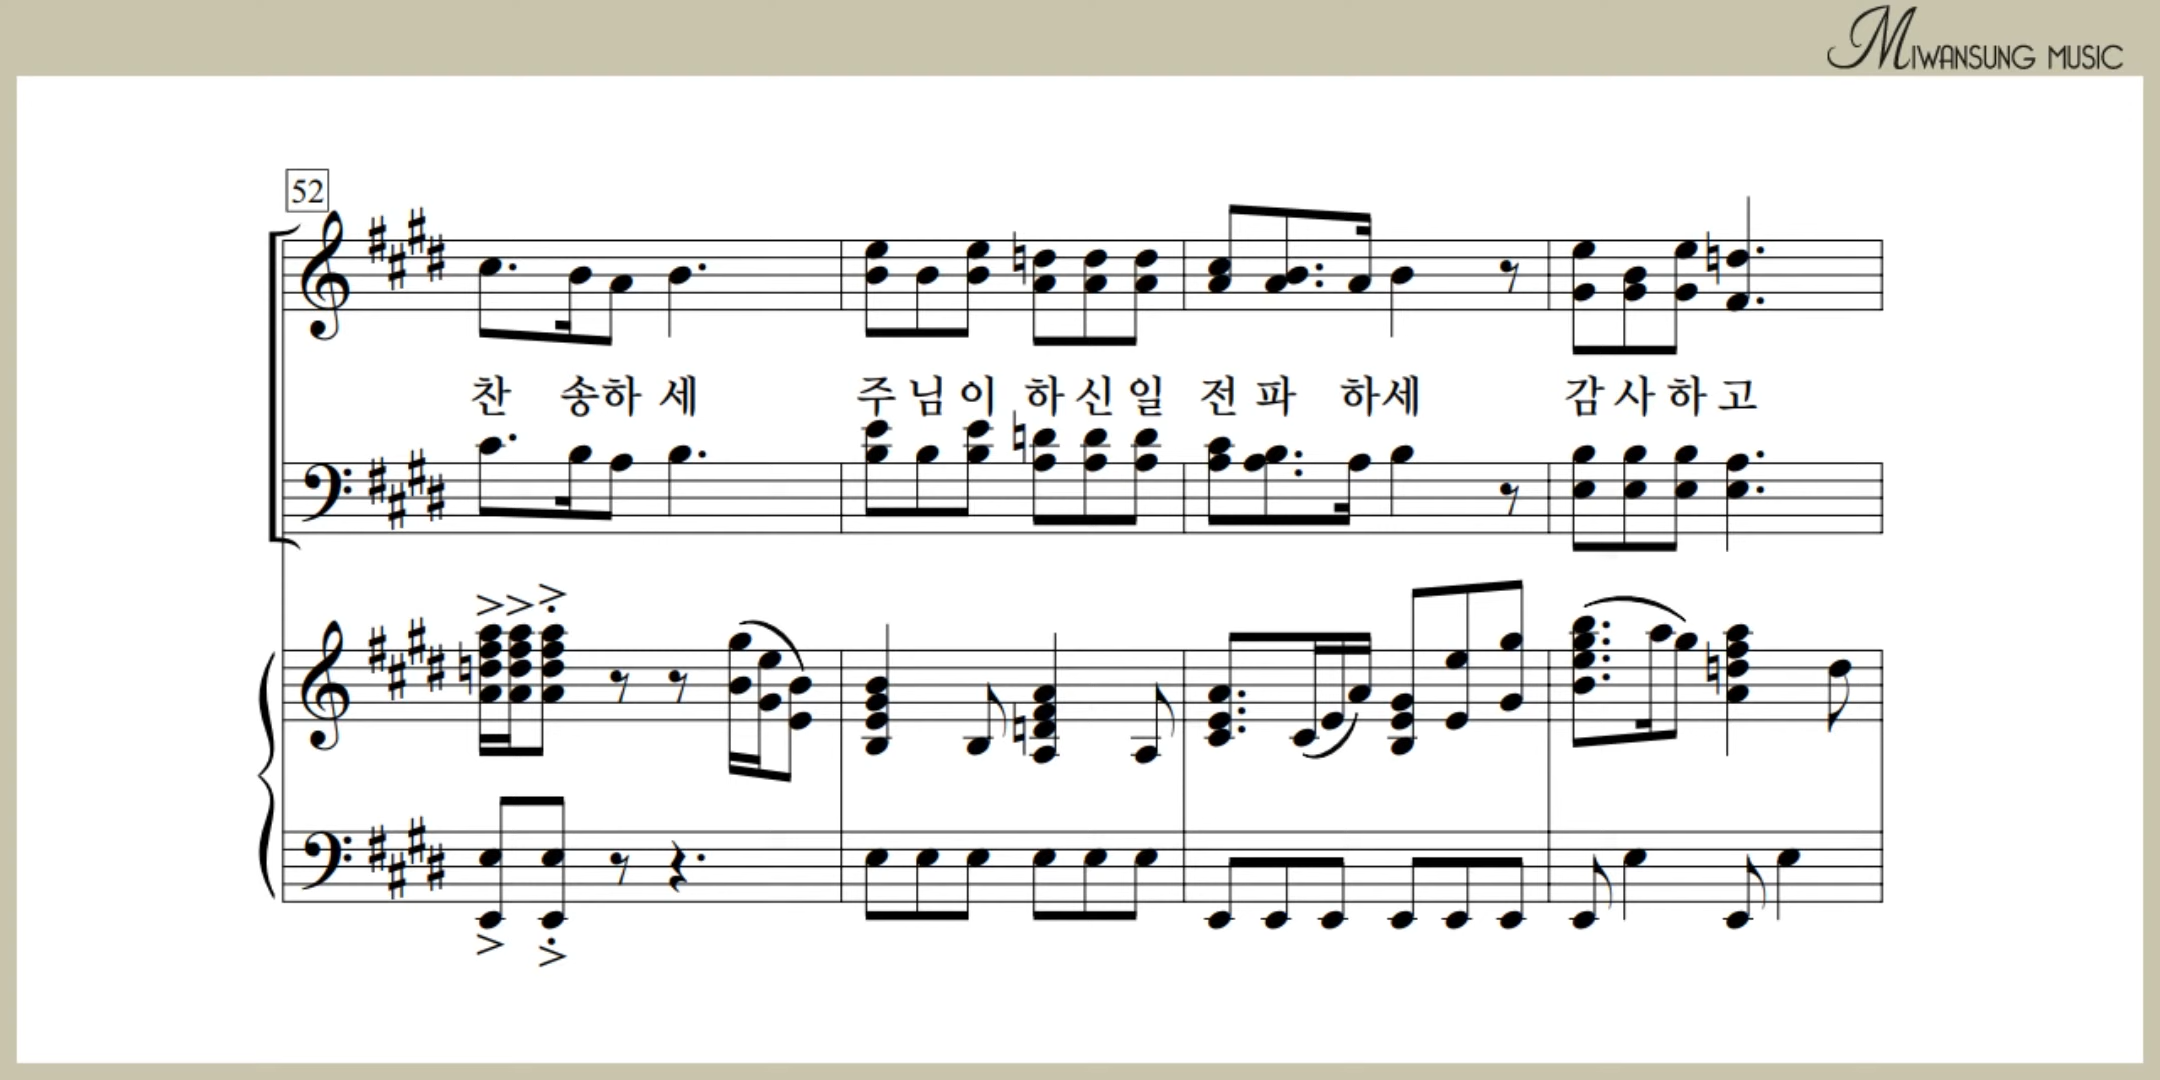 MIWANSUNG MUSIC
52
찬 송하 세 주 님 이 하 신 일 전 파 하세 감 사 하 고